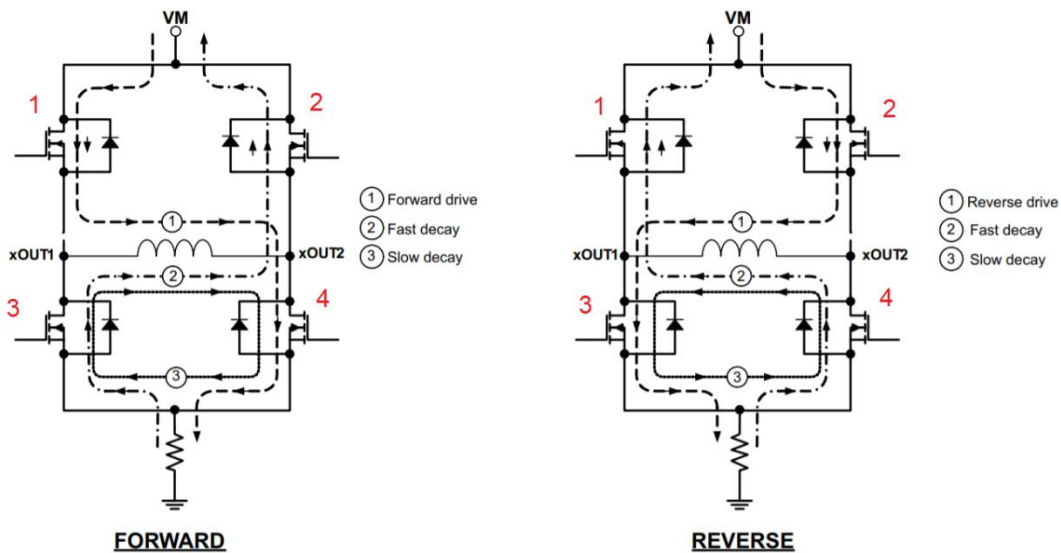 VM
1
2
1 Forward drive
2 Fast decay
3 Slow decay
1
xOUT1
xOUT2
2
3
4
3
FORWARD
VM
1
2
1 Reverse drive
2 Fast decay
3 Slow decay
1
xOUT1
xOUT2
2
3
4
3
REVERSE